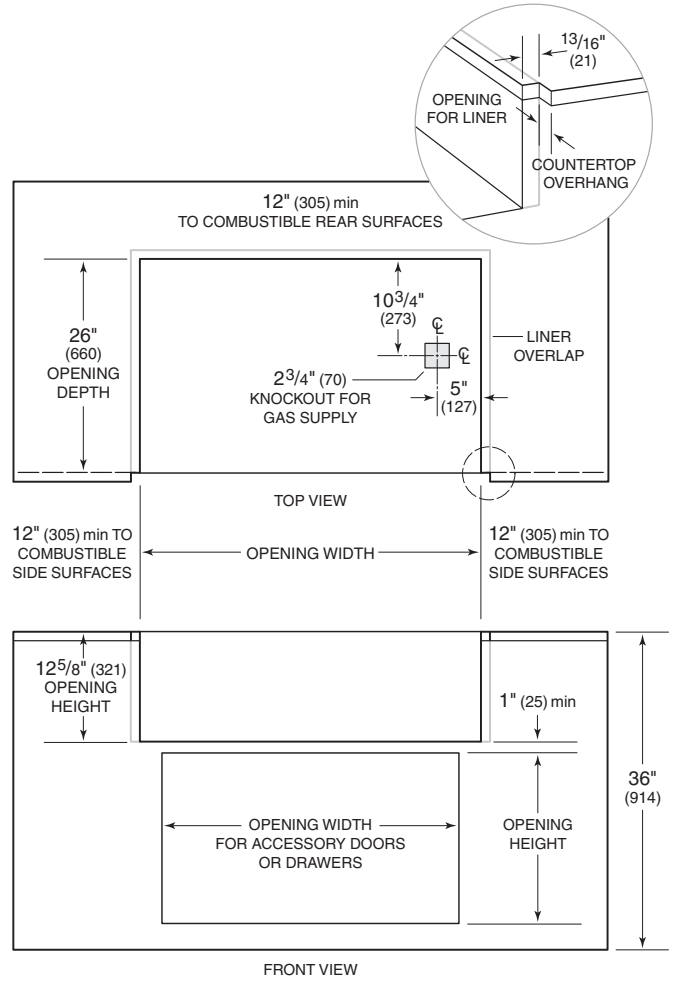 13/16"
(21)
OPENING
FOR LINER
COUNTERTOP
OVERHANG
12" (305) min
TO COMBUSTIBLE REAR SURFACES
26"
(660)
OPENING
DEPTH
10 3/4"
(273)
℄
℄
LINER
OVERLAP
2 3/4" (70)
KNOCKOUT FOR
GAS SUPPLY
5"
(127)
TOP VIEW
12" (305) min TO
COMBUSTIBLE
SIDE SURFACES
OPENING WIDTH
12" (305) min TO
COMBUSTIBLE
SIDE SURFACES
12 5/8" (321)
OPENING
HEIGHT
1" (25) min
36"
(914)
OPENING WIDTH
FOR ACCESSORY DOORS
OR DRAWERS
OPENING
HEIGHT
FRONT VIEW